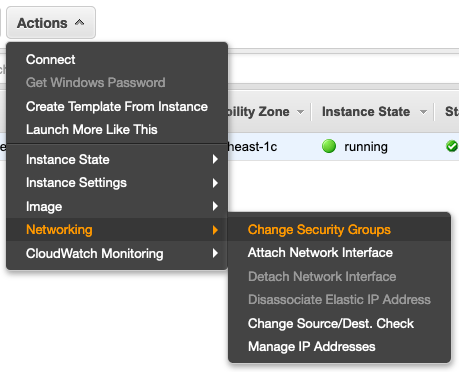 Actions
Connect
Get Windows Password
Create Template From Instance
Launch More Like This
bility Zone
Instance State
Instance State
heast-1c
running
Instance Settings
Image
Networking
CloudWatch Monitoring
Change Security Groups
Attach Network Interface
Detach Network Interface
Disassociate Elastic IP Address
Change Source/Dest. Check
Manage IP Addresses